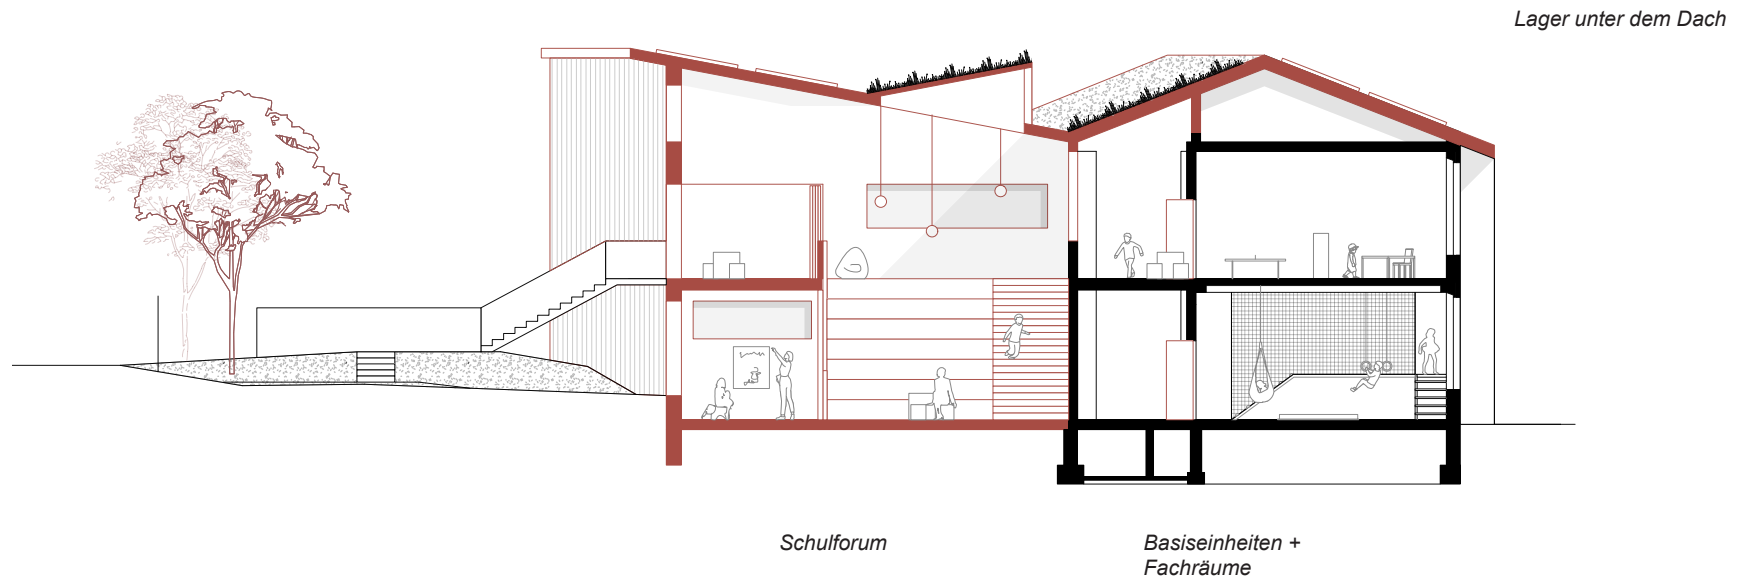 Lager unter dem Dach
Schulforum
Basiseinheiten +
Fachräume